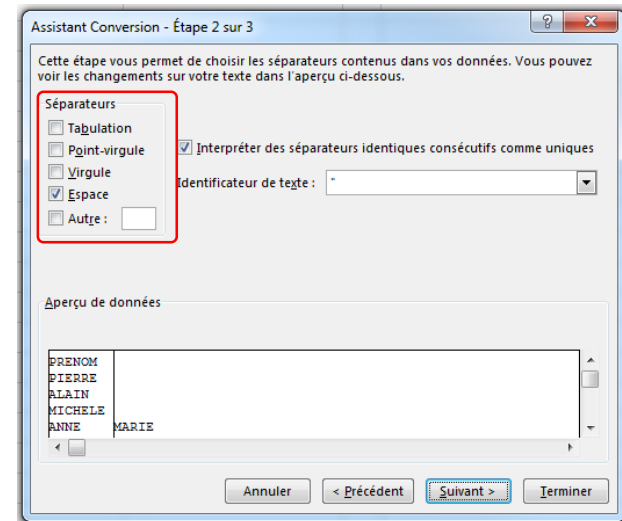 Assistant Conversion - Étape 2 sur 3
Cette étape vous permet de choisir les séparateurs contenus dans vos données. Vous pouvez
voir les changements sur votre texte dans l'aperçu ci-dessous.
Séparateurs
Tabulation
Point-virgule
Virgule
Espace
Autre :
Interpréter des séparateurs identiques consécutifs comme uniques
Identificateur de texte : "
Aperçu de données
PRENOM
PIERRE
ALAIN
MICHELE
ANNE MARIE
Annuler < Précédent Suivant > Terminer